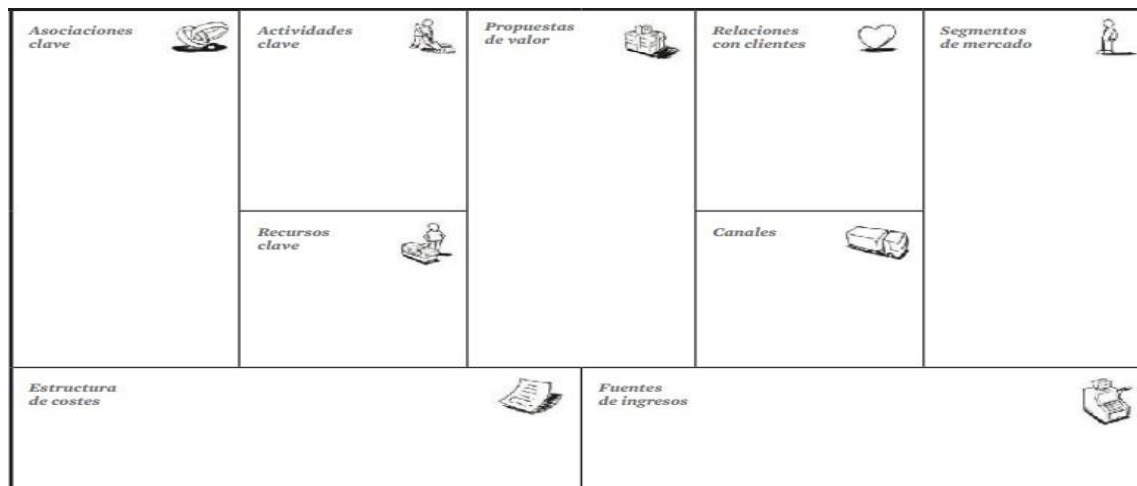 Asociaciones
clave
Actividades
clave
Propuestas
de valor
Relaciones
con clientes
Segmentos
de mercado
Recursos
clave
Canales
Estructura
de costes
Fuentes
de ingresos